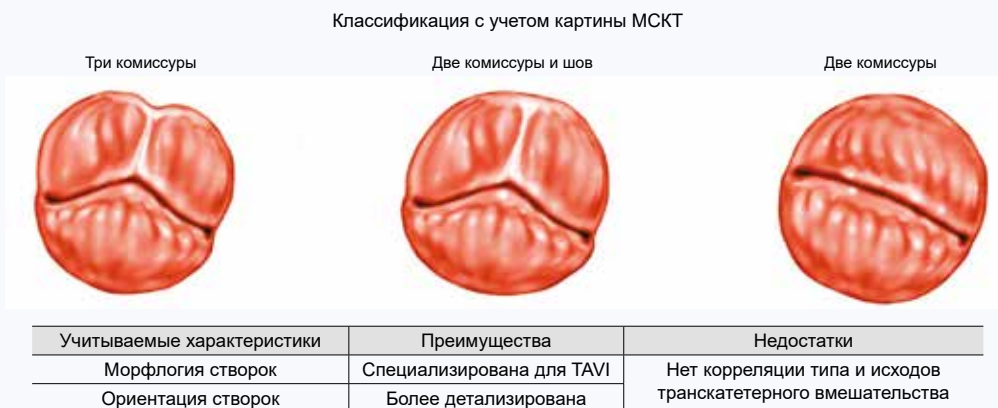 Классификация с учетом картины МСКТ
Три комиссуры
Две комиссуры и шов
Две комиссуры
Учитываемые характеристики
Преимущества
Недостатки
Морфлогия створок
Специализирована для TAVI
Нет корреляции типа и исходов
транскатетерного вмешательства
Ориентация створок
Более детализирована